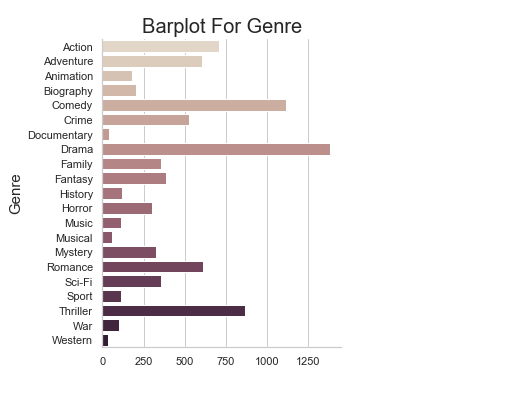 Barplot For Genre
Genre
Action
Adventure
Animation
Biography
Comedy
Crime
Documentary
Drama
Family
Fantasy
History
Horror
Music
Musical
Mystery
Romance
Sci-Fi
Sport
Thriller
War
Western
0 250 500 750 1000 1250